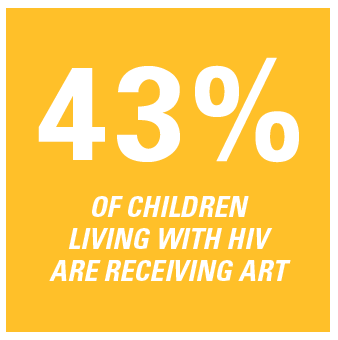 43%
OF CHILDREN
LIVING WITH HIV
ARE RECEIVING ART